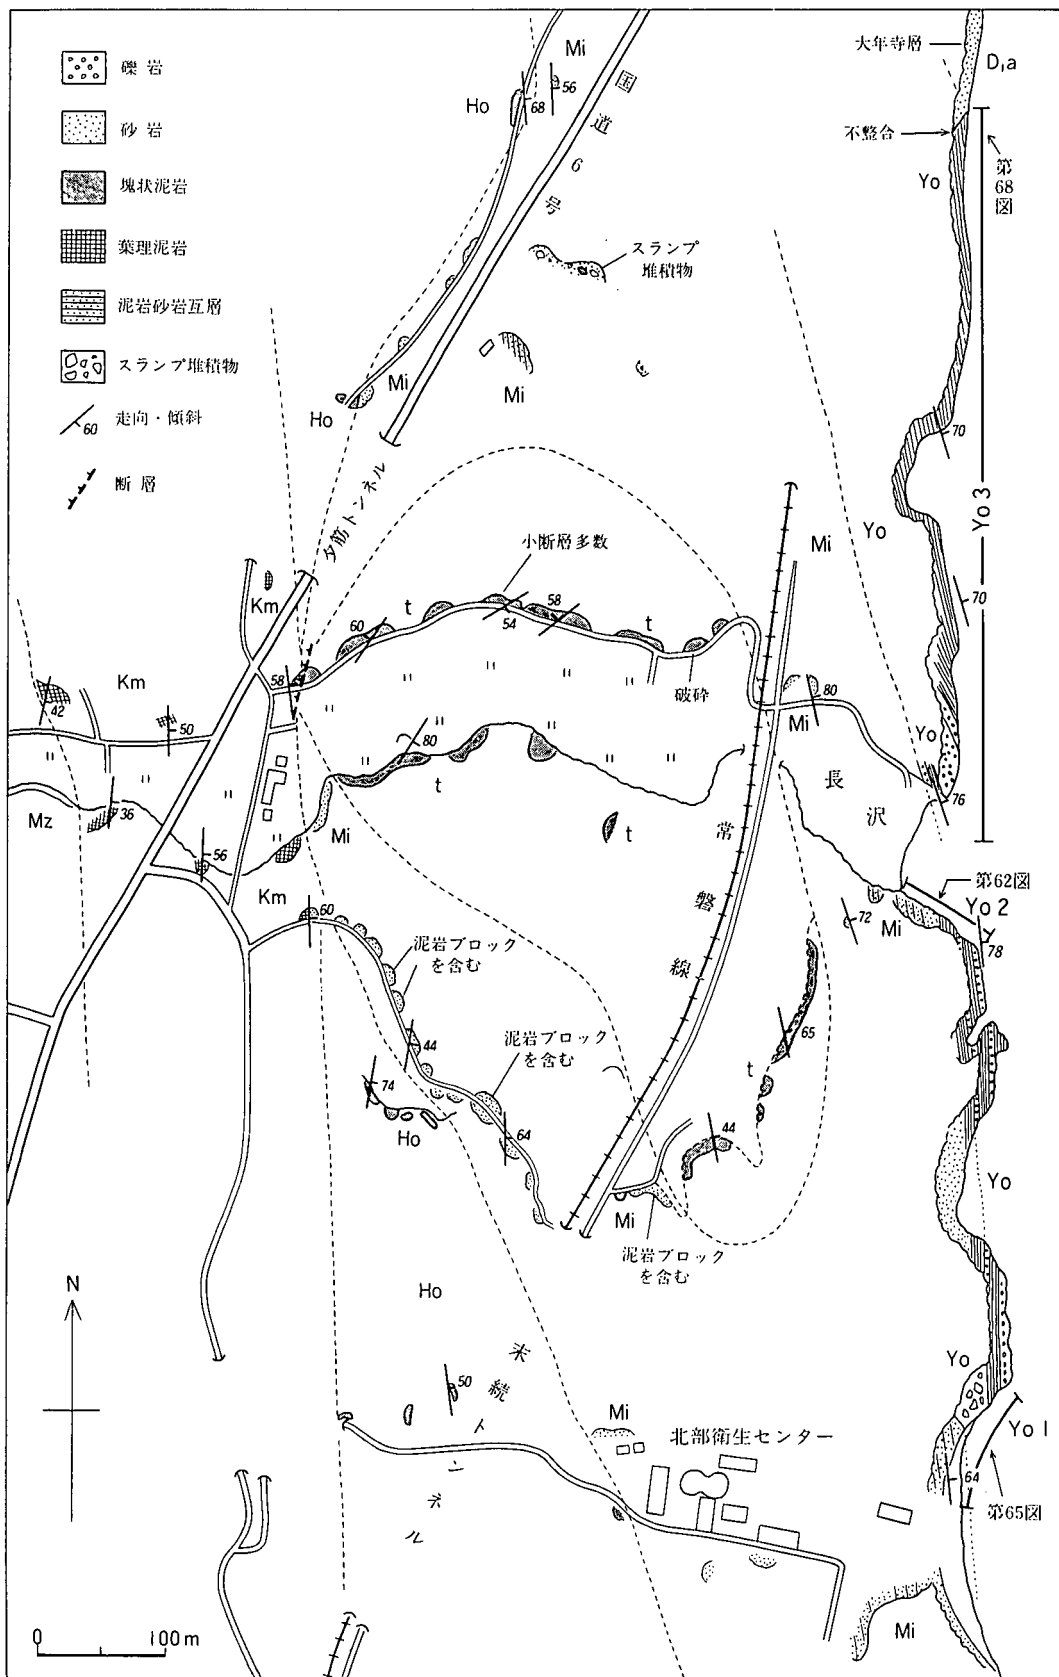 礫岩
砂岩
塊状泥岩
葉理泥岩
泥岩砂岩互層
スランプ堆積物
60 走向・傾斜
断層
Mi
56
68
Ho
国道6号
大年寺層
D₁a
不整合
Yo
第68図
スランプ
堆積物
Mi
Mi
Ho
70
Yo 3
夕筋トンネル
小断層多数
Mi
Yo
Km
t
58
60
54
t
70
58
破砕
Km
42
50
80
Mi
80
Yo
t
長沢
76
Mz
36
Mi
t
常磐線
56
Km
第62図
Yo 2
60
72
Mi
78
泥岩ブロック
を含む
泥岩ブロック
を含む
44
65
74
t
Ho
64
44
Yo
Mi
泥岩ブロック
を含む
Ho
N
末続トンネル
50
Yo
Mi
北部衛生センター
Yo 1
64
第65図
Mi
0 100m